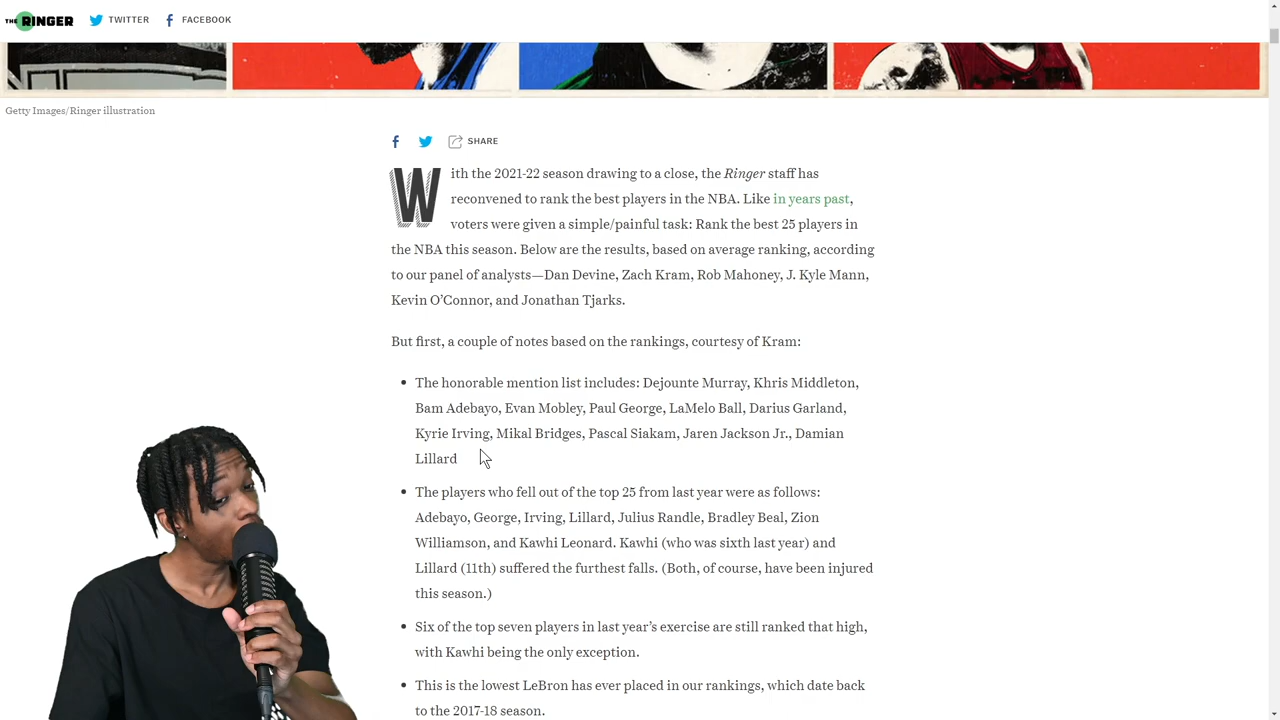 THE RINGER TWITTER FACEBOOK
Getty Images/Ringer illustration
SHARE
With the 2021-22 season drawing to a close, the Ringer staff has
reconvened to rank the best players in the NBA. Like in years past,
voters were given a simple/painful task: Rank the best 25 players in
the NBA this season. Below are the results, based on average ranking, according
to our panel of analysts—Dan Devine, Zach Kram, Rob Mahoney, J. Kyle Mann,
Kevin O’Connor, and Jonathan Tjarks.
But first, a couple of notes based on the rankings, courtesy of Kram:
• The honorable mention list includes: Dejounte Murray, Khris Middleton,
Bam Adebayo, Evan Mobley, Paul George, LaMelo Ball, Darius Garland,
Kyrie Irving, Mikal Bridges, Pascal Siakam, Jaren Jackson Jr., Damian
Lillard
• The players who fell out of the top 25 from last year were as follows:
Adebayo, George, Irving, Lillard, Julius Randle, Bradley Beal, Zion
Williamson, and Kawhi Leonard. Kawhi (who was sixth last year) and
Lillard (11th) suffered the furthest falls. (Both, of course, have been injured
this season.)
• Six of the top seven players in last year’s exercise are still ranked that high,
with Kawhi being the only exception.
• This is the lowest LeBron has ever placed in our rankings, which date back
to the 2017-18 season.